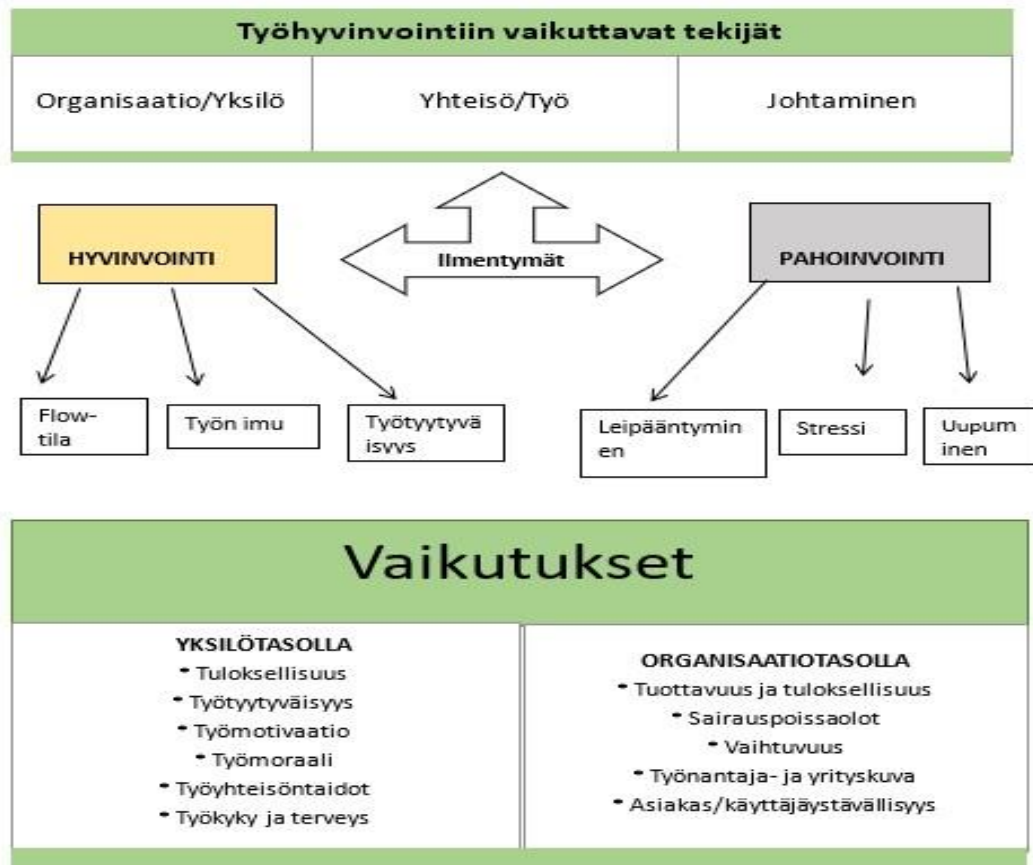 Työhyvinvointiin vaikuttavat tekijät
Organisaatio/Yksilö
Yhteisö/Työ
Johtaminen
HYVINVOINTI
Ilmentymät
PAHOINVOINTI
Flow-
tila
Työn imu
Työtyytyvä
isyys
Leipääntymin
en
Stressi
Uupum
inen
Vaikutukset
YKSILÖTASOLLA
• Tuloksellisuus
• Työtyytyväisyys
• Työmotivaatio
• Työmoraali
• Työyhteisöntaidot
• Työkyky ja terveys
ORGANISAATIOTASOLLA
• Tuottavuus ja tuloksellisuus
• Sairauspoissaolot
• Vaihtuvuus
• Työnantaja- ja yrityskuva
• Asiakas/käyttäjäystävällisyys